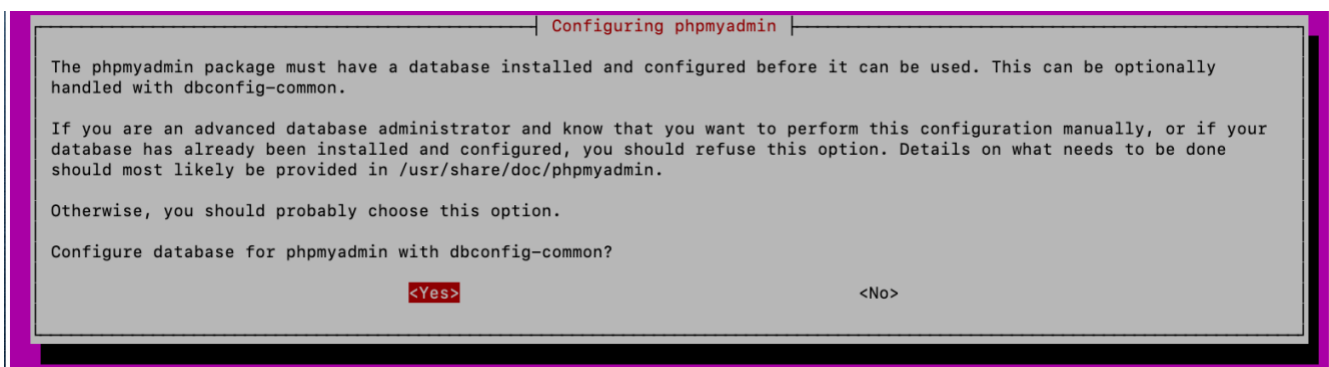 Configuring phpmyadmin
The phpmyadmin package must have a database installed and configured before it can be used. This can be optionally
handled with dbconfig-common.
If you are an advanced database administrator and know that you want to perform this configuration manually, or if your
database has already been installed and configured, you should refuse this option. Details on what needs to be done
should most likely be provided in /usr/share/doc/phpmyadmin.
Otherwise, you should probably choose this option.
Configure database for phpmyadmin with dbconfig-common?
<Yes> <No>